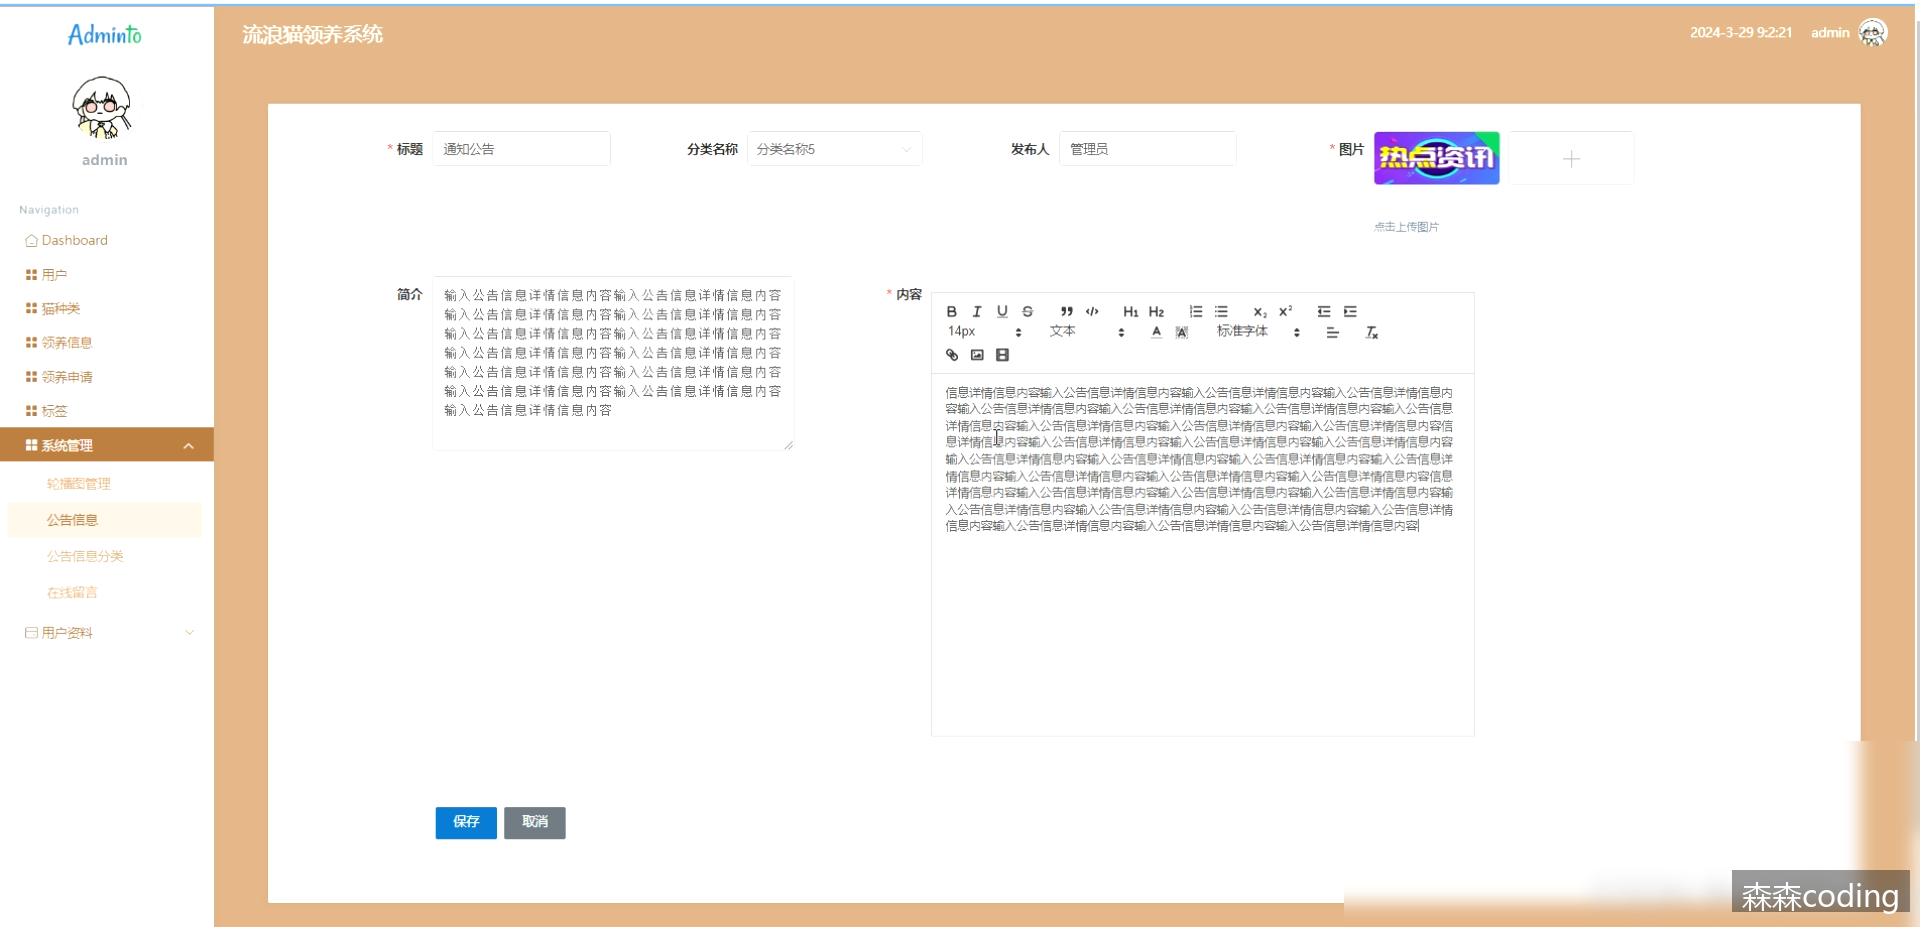 Adminto
流浪猫领养系统
2024-3-29 9:2:21
admin
admin
Navigation
Dashboard
用户
猫种类
领养信息
领养申请
标签
系统管理
轮播图管理
公告信息
公告信息分类
在线留言
用户资料
* 标题
通知公告
分类名称
分类名称5
发布人
管理员
* 图片
热点资讯
点击上传图片
简介
输入公告信息详情信息内容输入公告信息详情信息内容
输入公告信息详情信息内容输入公告信息详情信息内容
输入公告信息详情信息内容输入公告信息详情信息内容
输入公告信息详情信息内容输入公告信息详情信息内容
输入公告信息详情信息内容输入公告信息详情信息内容
输入公告信息详情信息内容输入公告信息详情信息内容
输入公告信息详情信息内容
* 内容
B I U S H1 H2 X2 X2
14px 文本 A A 标准字体
信息详情信息内容输入公告信息详情信息内容输入公告信息详情信息内容输入公告信息详情信息内
容输入公告信息详情信息内容输入公告信息详情信息内容输入公告信息详情信息内容输入公告信息
详情信息内容输入公告信息详情信息内容输入公告信息详情信息内容输入公告信息详情信息内容信
息详情信息内容输入公告信息详情信息内容输入公告信息详情信息内容输入公告信息详情信息内容
输入公告信息详情信息内容输入公告信息详情信息内容输入公告信息详情信息内容输入公告信息详
情信息内容输入公告信息详情信息内容输入公告信息详情信息内容输入公告信息详情信息内容信息
详情信息内容输入公告信息详情信息内容输入公告信息详情信息内容输入公告信息详情信息内容输
入公告信息详情信息内容输入公告信息详情信息内容输入公告信息详情信息内容输入公告信息详情
信息内容输入公告信息详情信息内容输入公告信息详情信息内容输入公告信息详情信息内容
保存
取消
森森coding